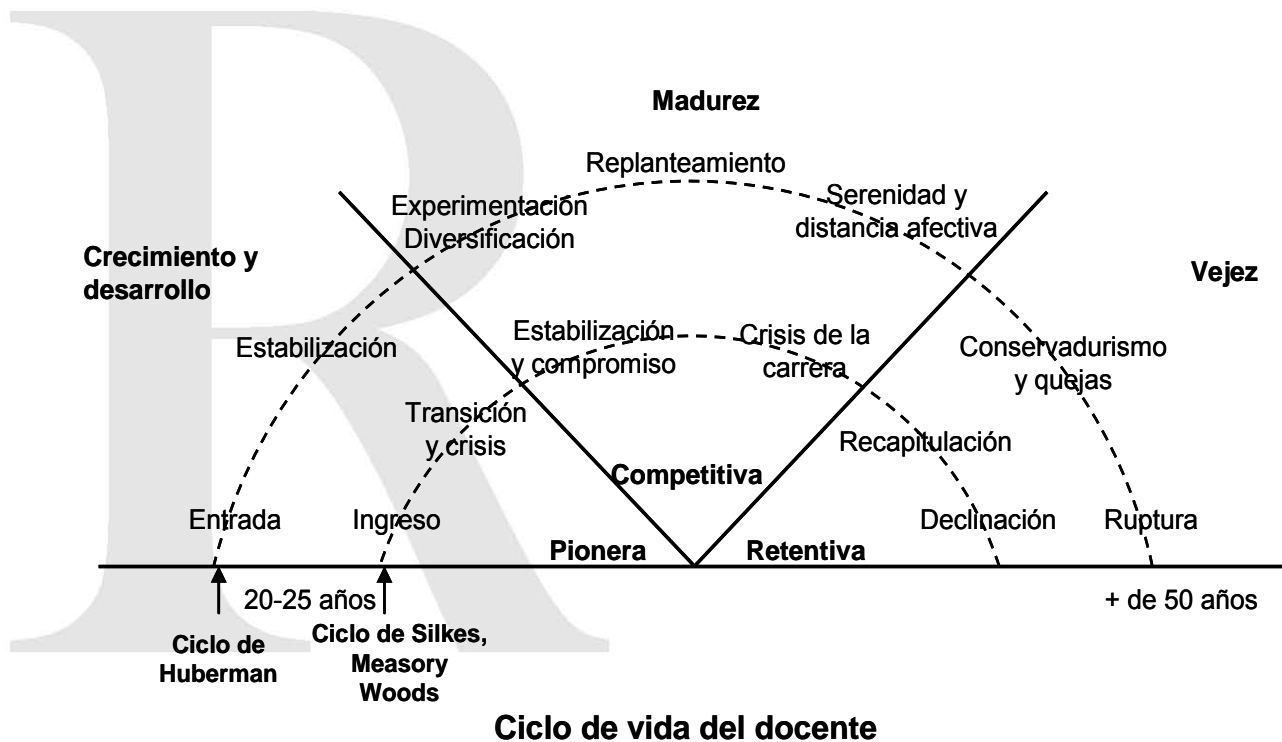 Madurez
Replanteamiento
Experimentación
Diversificación
Serenidad y
distancia afectiva
Crecimiento y
desarrollo
Vejez
Estabilización
Estabilización
y compromiso
Crisis de la
carrera
Conservadurismo
y quejas
Transición
y crisis
Recapitulación
Competitiva
Entrada
Ingreso
Declinación
Ruptura
Pionera
Retentiva
20-25 años
+ de 50 años
Ciclo de
Huberman
Ciclo de Silkes,
Measory
Woods
Ciclo de vida del docente
R